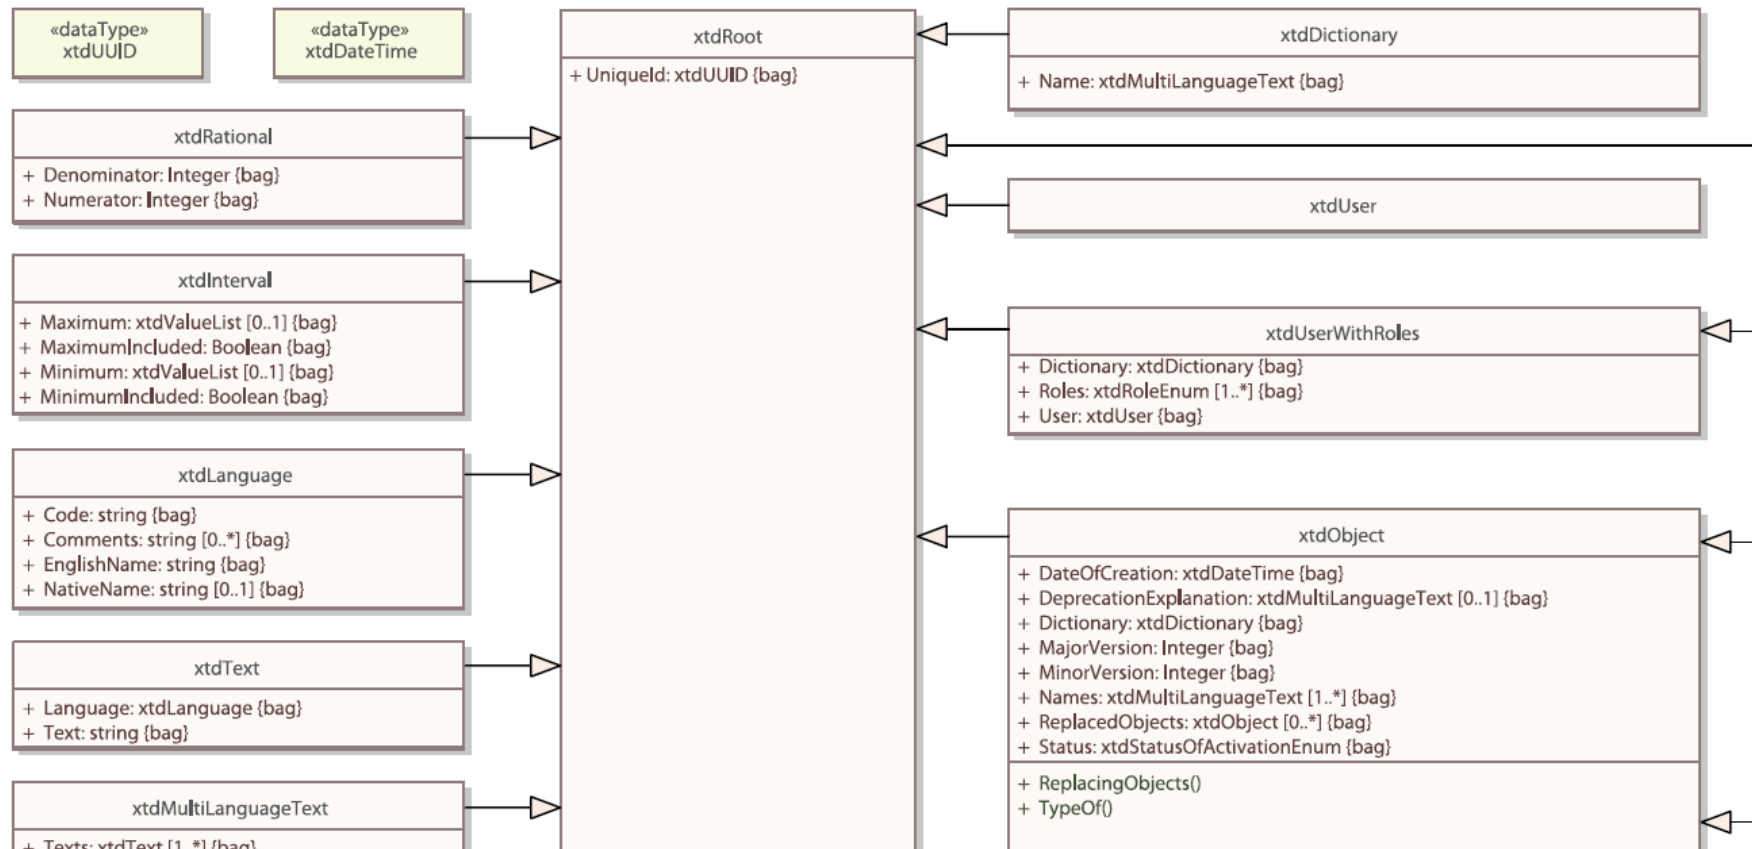 «dataType»
xtdUUID
«dataType»
xtdDateTime
xtdRational
+ Denominator: Integer {bag}
+ Numerator: Integer {bag}
xtdInterval
+ Maximum: xtdValueList [0..1] {bag}
+ MaximumIncluded: Boolean {bag}
+ Minimum: xtdValueList [0..1] {bag}
+ MinimumIncluded: Boolean {bag}
xtdLanguage
+ Code: string {bag}
+ Comments: string [0..*] {bag}
+ EnglishName: string {bag}
+ NativeName: string [0..1] {bag}
xtdText
+ Language: xtdLanguage {bag}
+ Text: string {bag}
xtdMultiLanguageText
+ Texts: xtdText [1..*] {bag}
xtdRoot
+ UniqueId: xtdUUID {bag}
xtdDictionary
+ Name: xtdMultiLanguageText {bag}
xtdUser
xtdUserWithRoles
+ Dictionary: xtdDictionary {bag}
+ Roles: xtdRoleEnum [1..*] {bag}
+ User: xtdUser {bag}
xtdObject
+ DateOfCreation: xtdDateTime {bag}
+ DeprecationExplanation: xtdMultiLanguageText [0..1] {bag}
+ Dictionary: xtdDictionary {bag}
+ MajorVersion: Integer {bag}
+ MinorVersion: Integer {bag}
+ Names: xtdMultiLanguageText [1..*] {bag}
+ ReplacedObjects: xtdObject [0..*] {bag}
+ Status: xtdStatusOfActivationEnum {bag}
+ ReplacingObjects()
+ TypeOf()